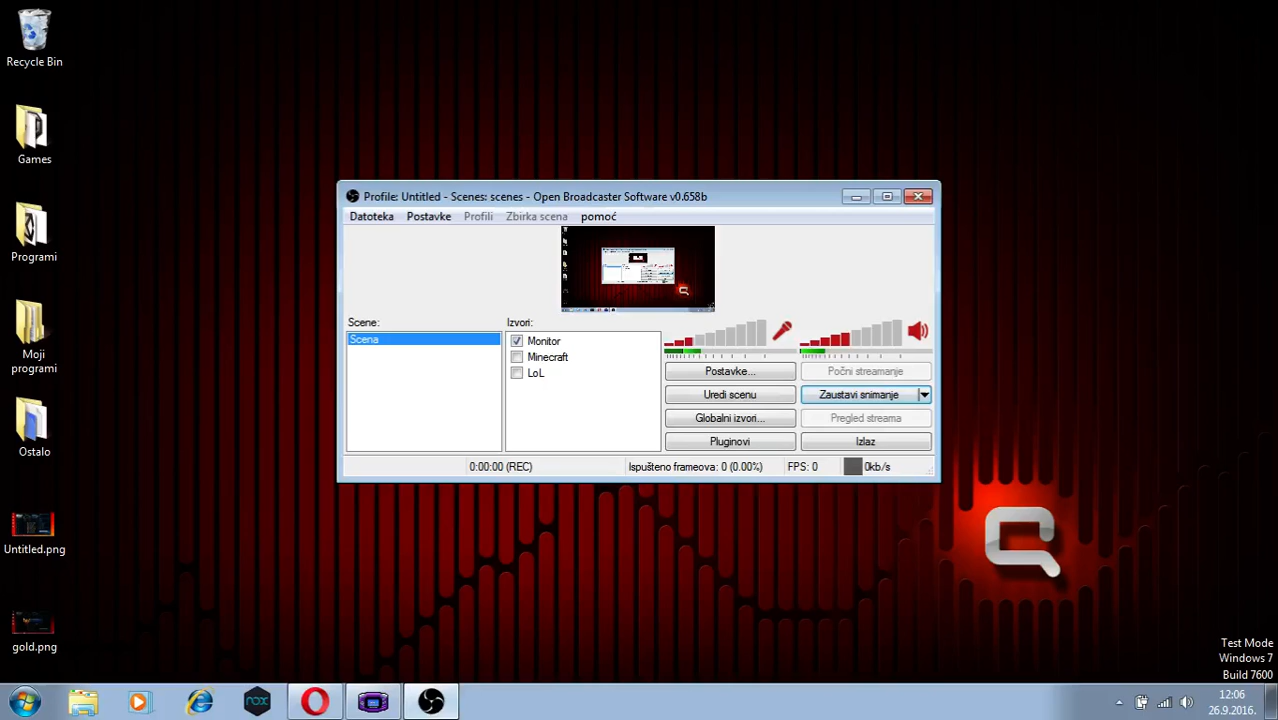 Recycle Bin
Games
Programi
Moji
programi
Ostalo
Untitled.png
gold.png
Profile: Untitled - Scenes: scenes - Open Broadcaster Software v0.658b
Datoteka Postavke Profili Zbirka scena pomoć
Scene:
Scena
Izvori:
Monitor
Minecraft
LoL
Postavke...
Počni streamanje
Uredi scenu
Zaustavi snimanje
Globalni izvori...
Pregled streama
Pluginovi
Izlaz
0:00:00 (REC)
Ispušteno frameova: 0 (0.00%)
FPS: 0
0kb/s
Test Mode
Windows 7
Build 7600
nox
12:06
26.9.2016.